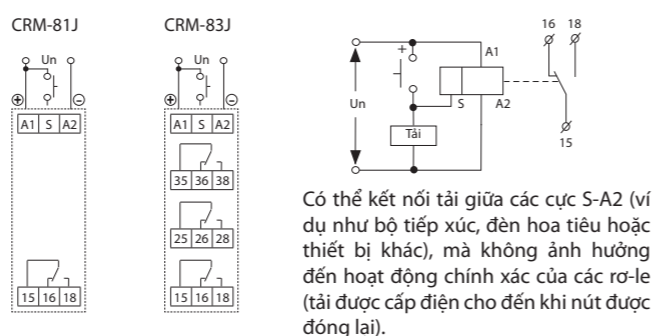 CRM-81J
Un
+ -
A1 S A2
15 16 18
CRM-83J
Un
+ -
A1 S A2
35 36 38
25 26 28
15 16 18
16 18
+
A1
Un
S A2
Tải
15
Có thể kết nối tải giữa các cực S-A2 (ví
dụ như bộ tiếp xúc, đèn hoa tiêu hoặc
thiết bị khác), mà không ảnh hưởng
đến hoạt động chính xác của các rơ-le
(tải được cấp điện cho đến khi nút được
đóng lại).